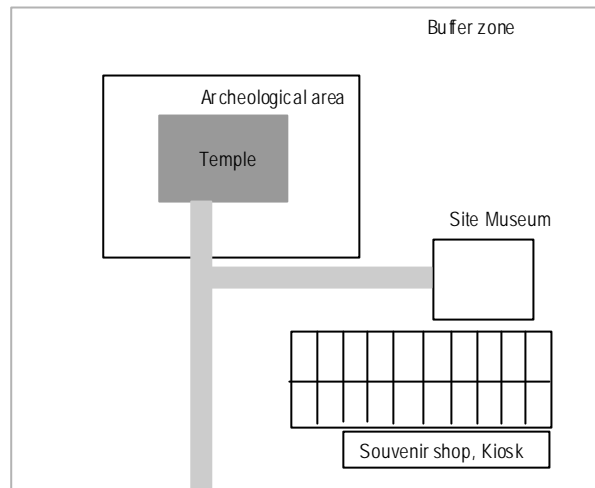 Buffer zone
Archeological area
Temple
Site Museum
Souvenir shop, Kiosk